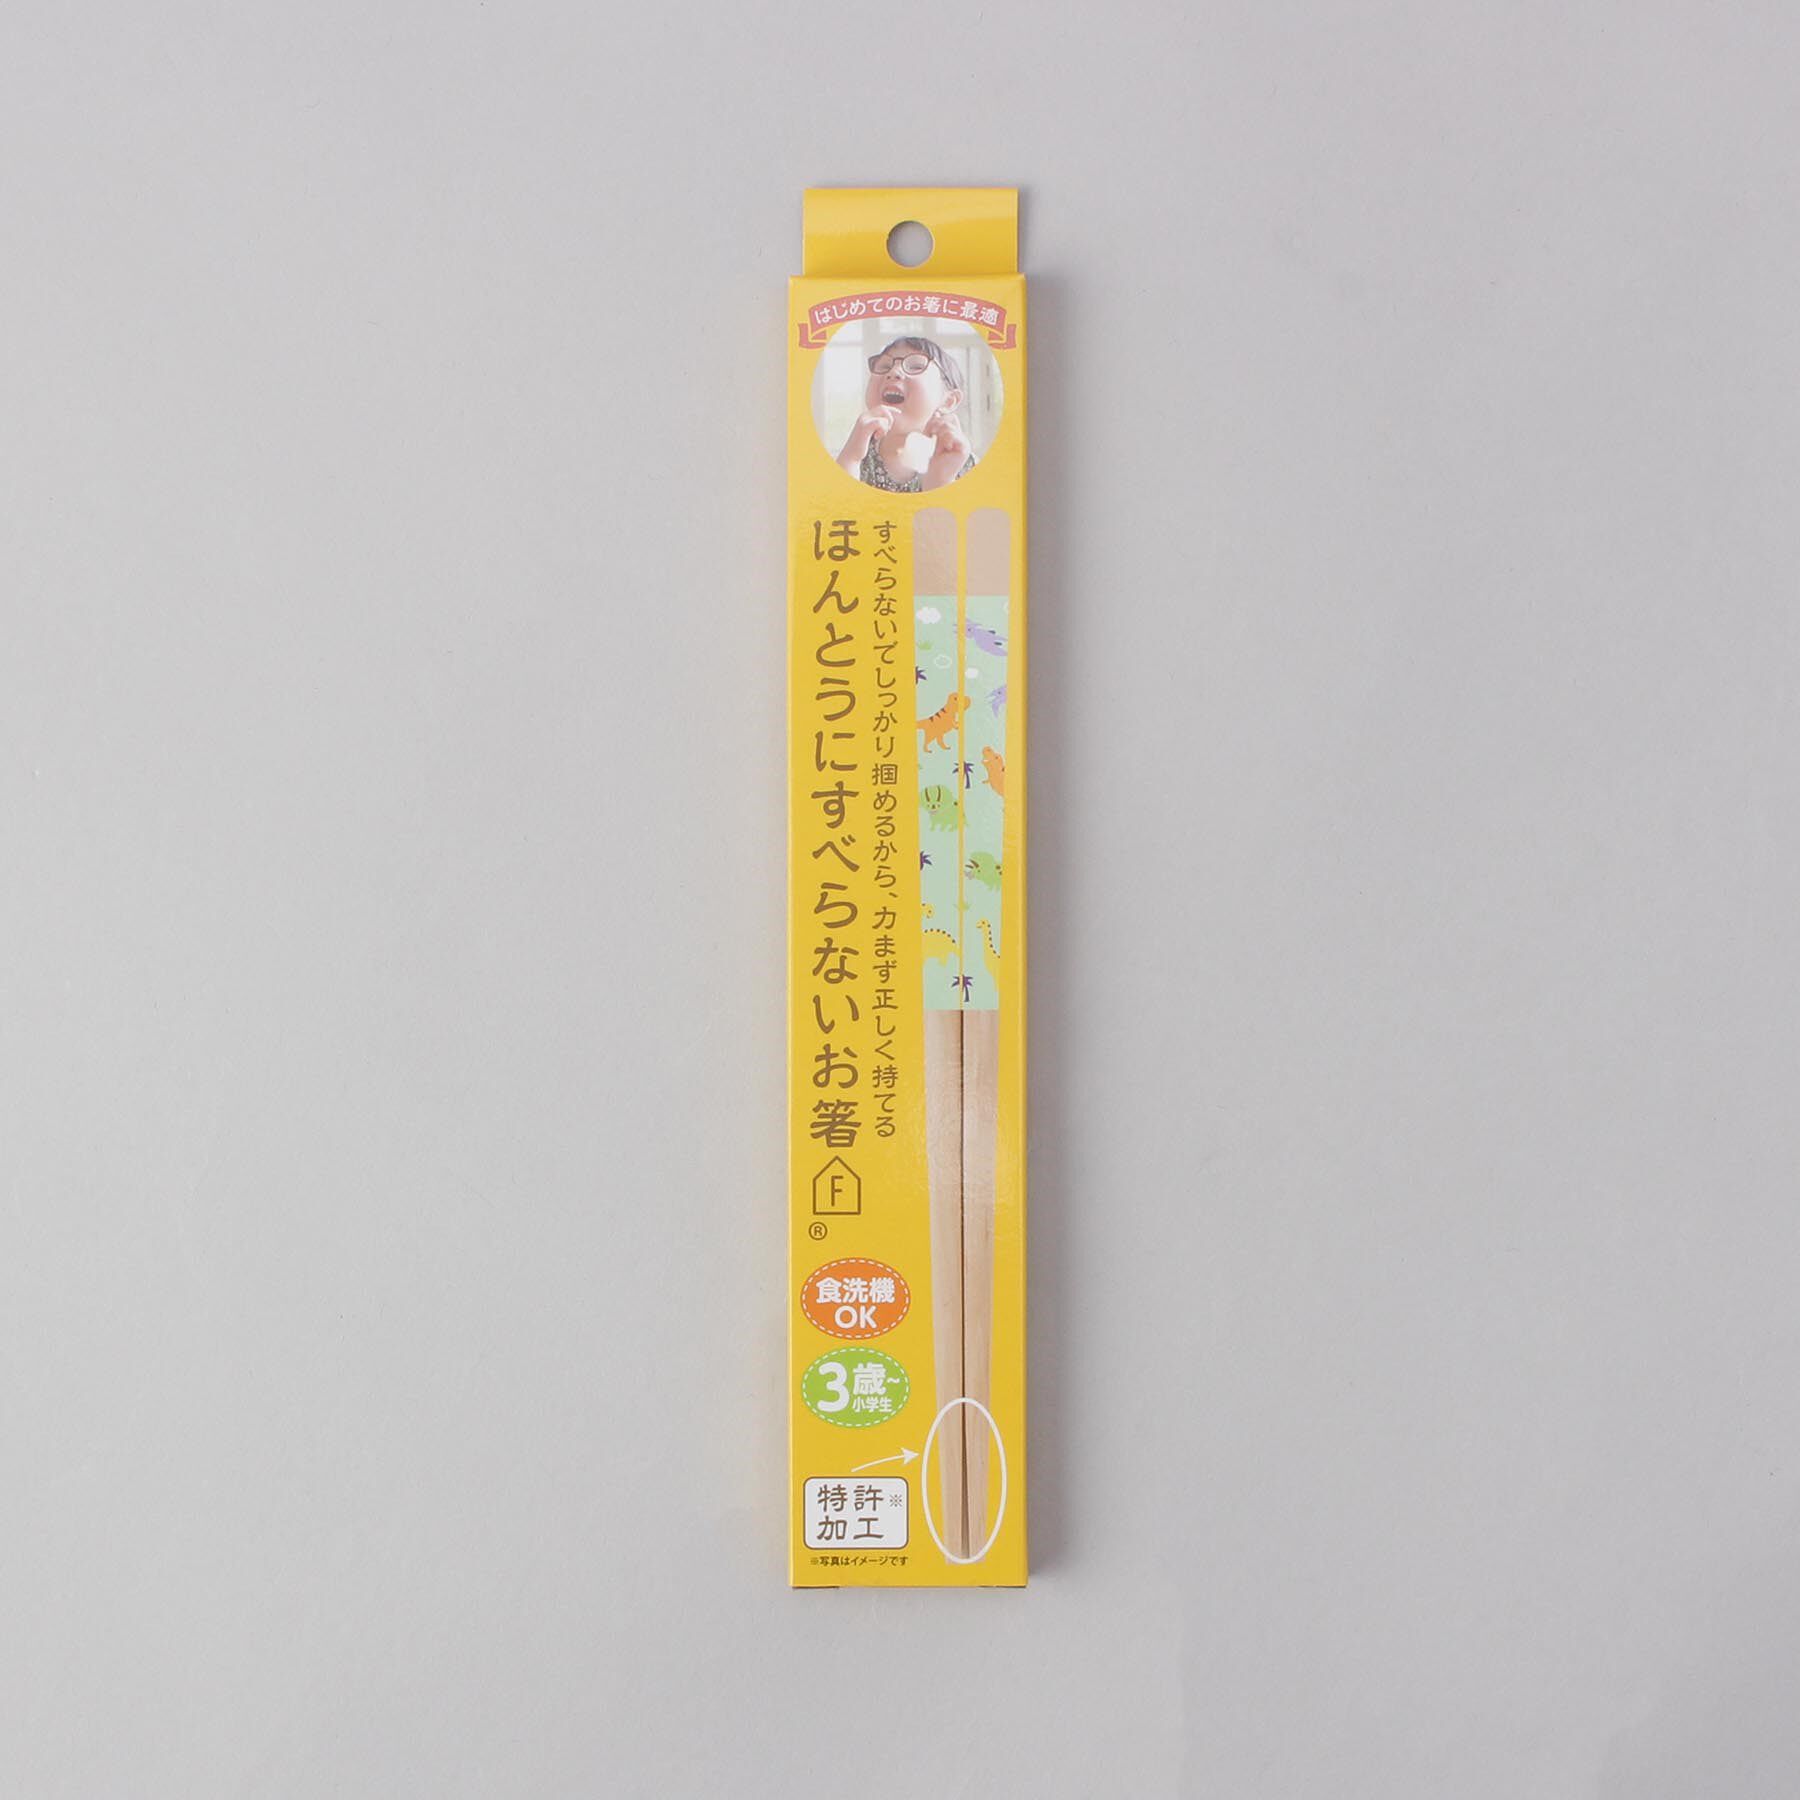 はじめてのお箸に最適
すべらないでしっかり掴めるから、力まず正しく持てる
ほんとうにすべらないお箸
F
®
食洗機
OK
3歳~
小学生
特許※
加工
※写真はイメージです